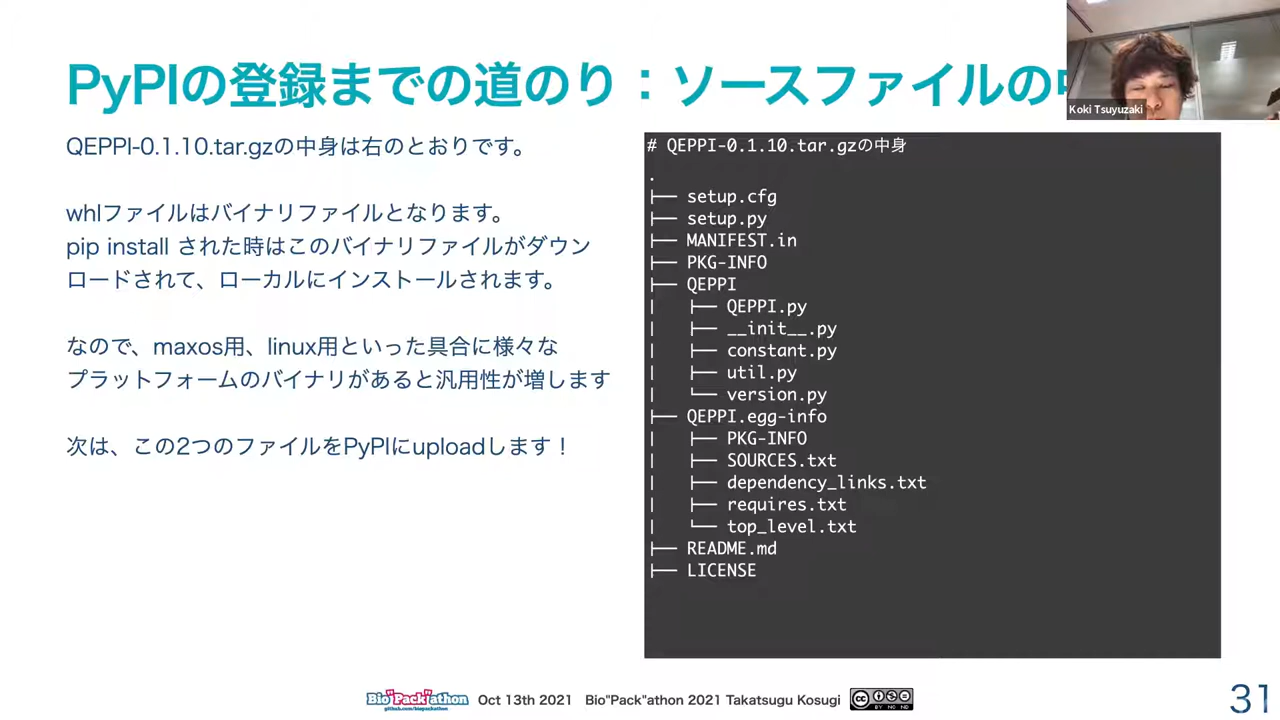 PyPIの登録までの道のり：ソースファイルの中
Koki Tsuyuzaki
QEPPI-0.1.10.tar.gzの中身は右のとおりです。
whlファイルはバイナリファイルとなります。
pip install された時はこのバイナリファイルがダウン
ロードされて、ローカルにインストールされます。
なので、maxos用、linux用といった具合に様々な
プラットフォームのバイナリがあると汎用性が増します
次は、この2つのファイルをPyPIにuploadします！
# QEPPI-0.1.10.tar.gzの中身
.
├── setup.cfg
├── setup.py
├── MANIFEST.in
├── PKG-INFO
├── QEPPI
│   ├── QEPPI.py
│   ├── __init__.py
│   ├── constant.py
│   ├── util.py
│   └── version.py
├── QEPPI.egg-info
│   ├── PKG-INFO
│   ├── SOURCES.txt
│   ├── dependency_links.txt
│   ├── requires.txt
│   └── top_level.txt
├── README.md
├── LICENSE
Bio"Pack"athon
github.com/biopackathon
Oct 13th 2021 Bio"Pack"athon 2021 Takatsugu Kosugi
cc BY NC ND
31